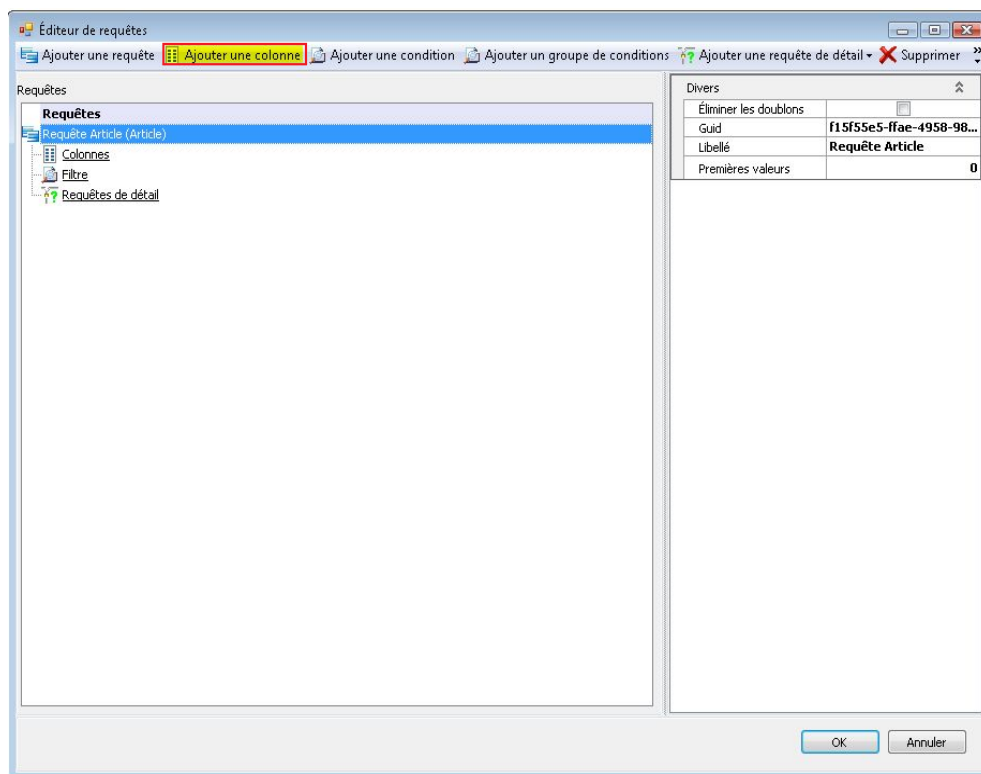 Éditeur de requêtes
Ajouter une requête Ajouter une colonne Ajouter une condition Ajouter un groupe de conditions Ajouter une requête de détail Supprimer
Requêtes
Requêtes
Requête Article (Article)
Colonnes
Filtre
Requêtes de détail
Divers
Éliminer les doublons
Guid f15f55e5-ffae-4958-98...
Libellé Requête Article
Premières valeurs 0
OK Annuler